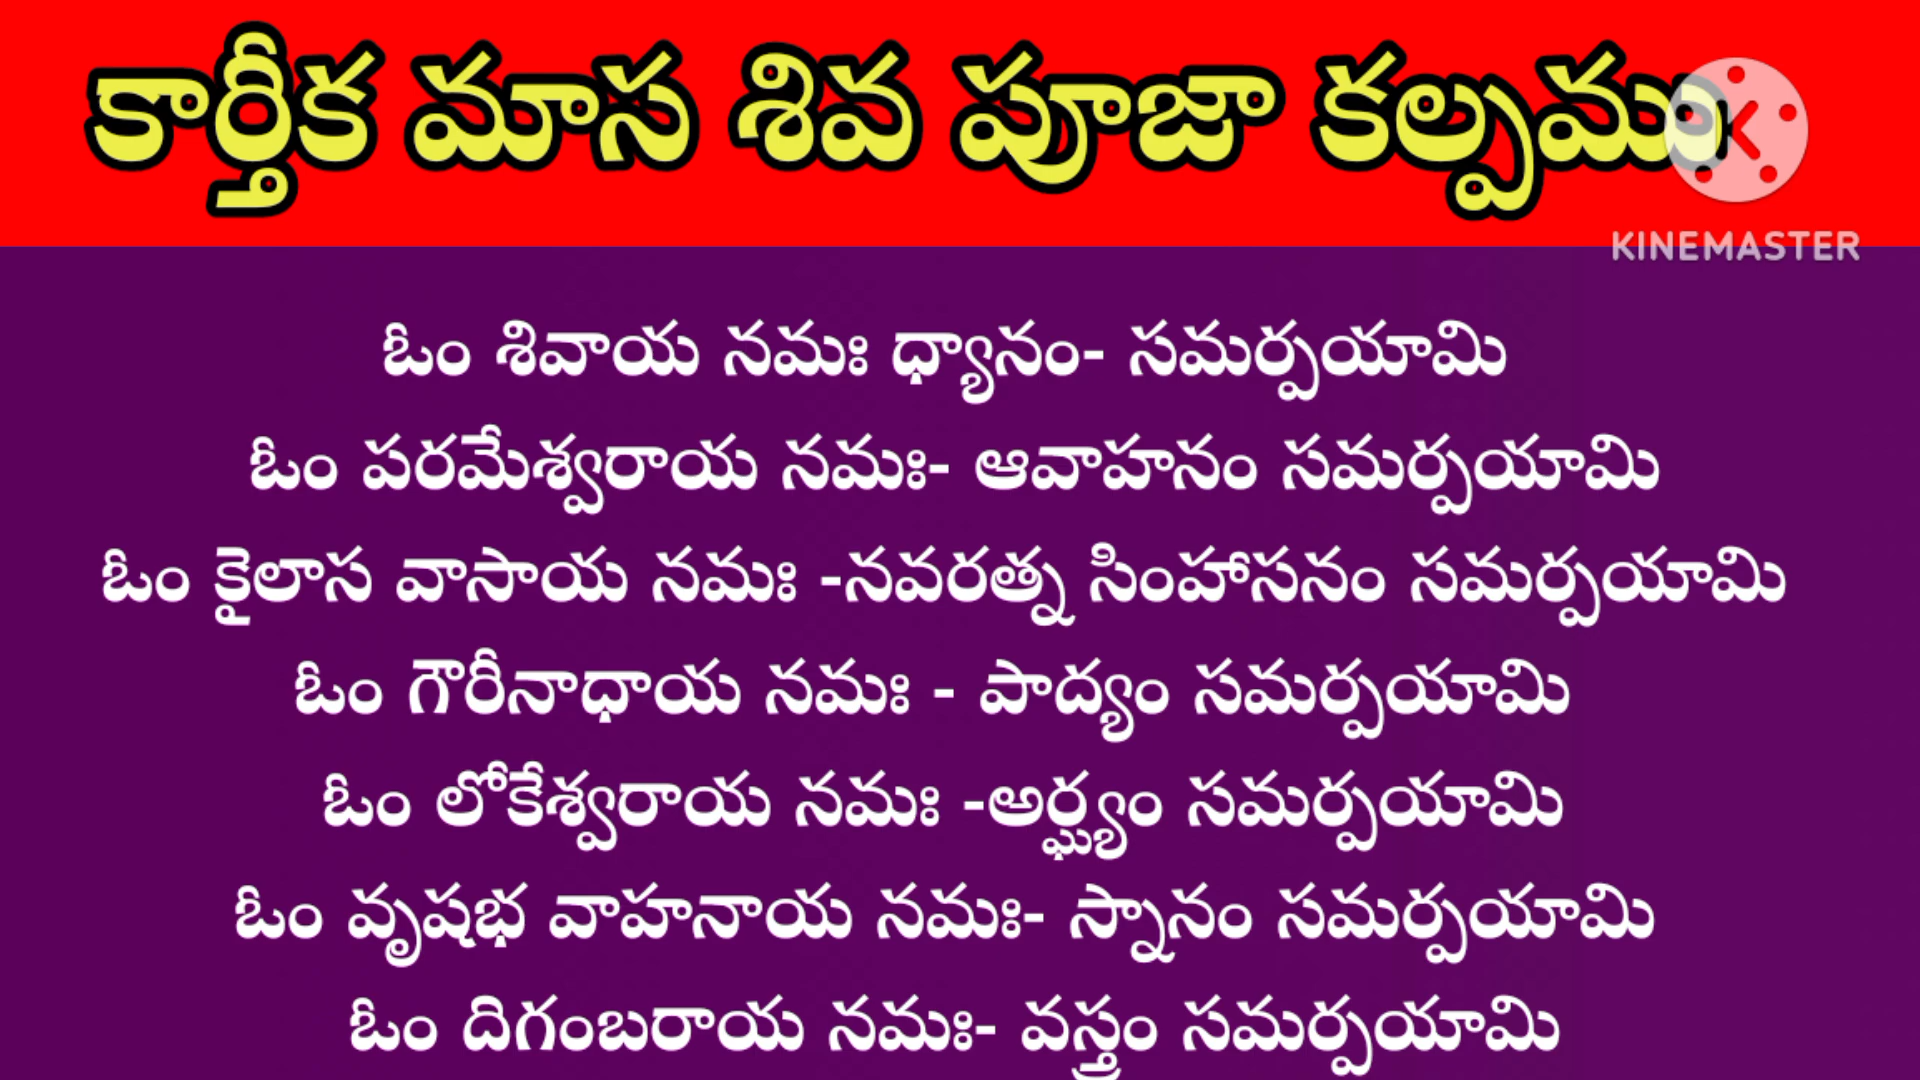 కార్తీక మాస శివ పూజా కల్పము
KINEMASTER
ఓం శివాయ నమః ధ్యానం- సమర్పయామి
ఓం పరమేశ్వరాయ నమః- ఆవాహనం సమర్పయామి
ఓం కైలాస వాసాయ నమః -నవరత్న సింహాసనం సమర్పయామి
ఓం గౌరీనాధాయ నమః - పాద్యం సమర్పయామి
ఓం లోకేశ్వరాయ నమః -అర్ఘ్యం సమర్పయామి
ఓం వృషభ వాహనాయ నమః- స్నానం సమర్పయామి
ఓం దిగంబరాయ నమః- వస్త్రం సమర్పయామి